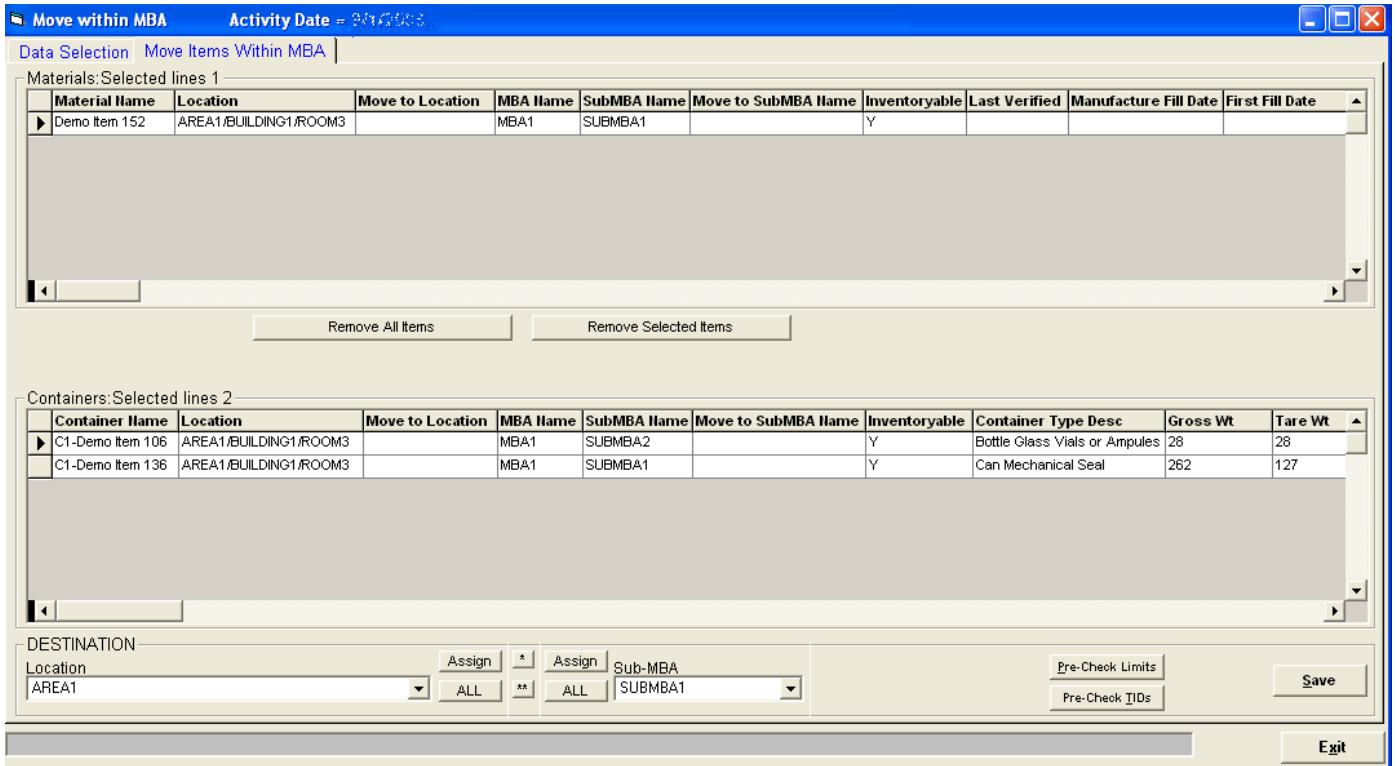 Move within MBA Activity Date =
Data Selection Move Items Within MBA
Materials:Selected lines 1
Material Name Location Move to Location MBA Name SubMBA Name Move to SubMBA Name Inventoryable Last Verified Manufacture Fill Date First Fill Date
Demo Item 152 AREA1/BUILDING1/ROOM3 MBA1 SUBMBA1 Y
Remove All Items Remove Selected Items
Containers:Selected lines 2
Container Name Location Move to Location MBA Name SubMBA Name Move to SubMBA Name Inventoryable Container Type Desc Gross Wt Tare Wt
C1-Demo Item 106 AREA1/BUILDING1/ROOM3 MBA1 SUBMBA2 Y Bottle Glass Vials or Ampules 28 28
C1-Demo Item 136 AREA1/BUILDING1/ROOM3 MBA1 SUBMBA1 Y Can Mechanical Seal 262 127
DESTINATION
Location Assign * Assign Sub-MBA Pre-Check Limits
AREA1 ALL ** ALL SUBMBA1 Pre-Check TIDs Save
Exit